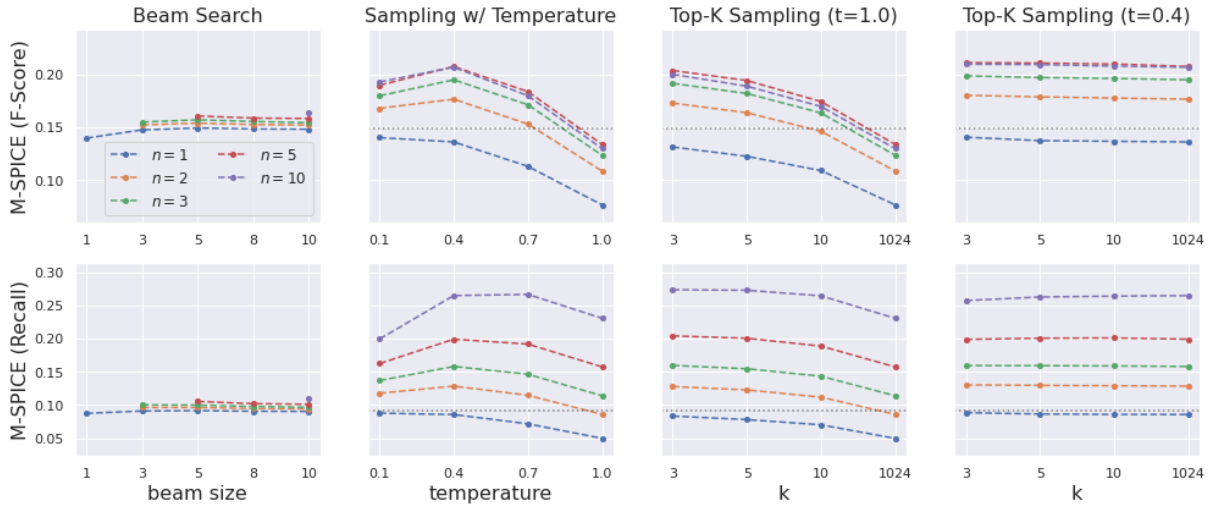 Beam Search
Sampling w/ Temperature
Top-K Sampling (t=1.0)
Top-K Sampling (t=0.4)
M-SPICE (F-Score)
0.20
0.15
0.10
n = 1
n = 2
n = 3
n = 5
n = 10
1 3 5 8 10
0.1 0.4 0.7 1.0
3 5 10 1024
3 5 10 1024
M-SPICE (Recall)
0.30
0.25
0.20
0.15
0.10
0.05
1 3 5 8 10
0.1 0.4 0.7 1.0
3 5 10 1024
3 5 10 1024
beam size
temperature
k
k